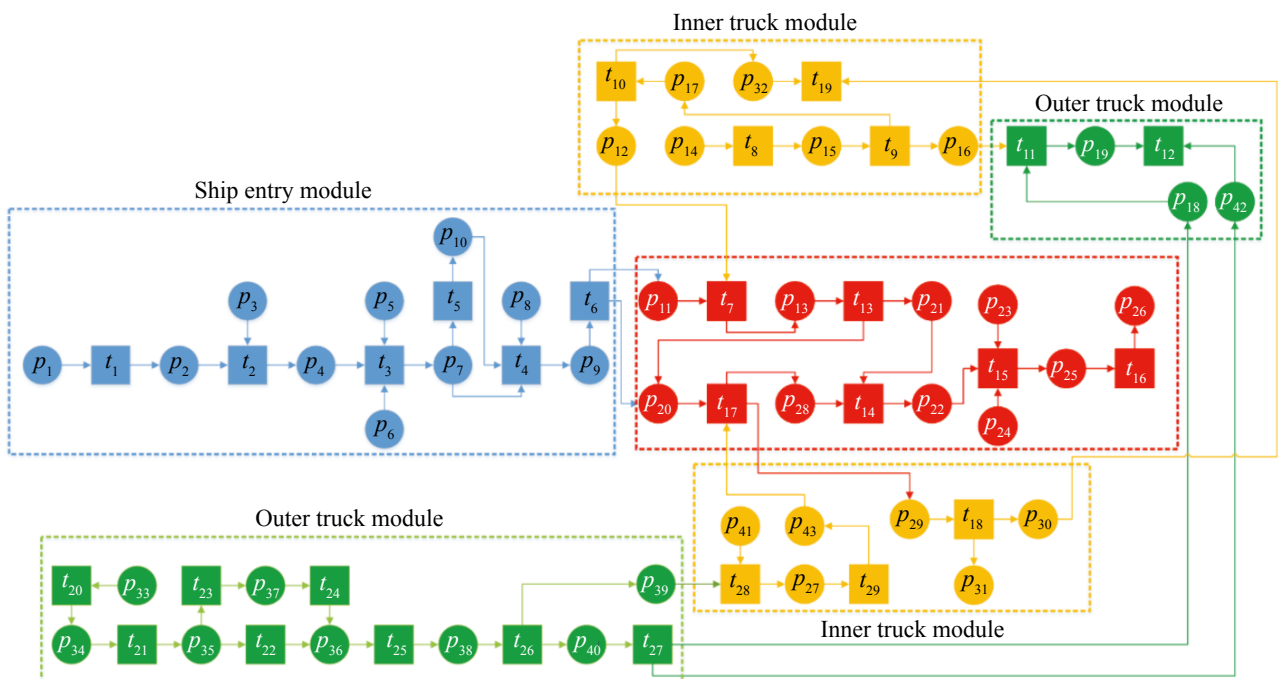 Inner truck module
t10 p17 p32 t19
Outer truck module
p12 p14 t8 p15 t9 p16
t11 p19 t12
Ship entry module
p18 p42
p10
p3 p5 t5 p8 t6
p11 t7 p13 t13 p21 p23 p26
p1 t1 p2 t2 p4 t3 p7 t4 p9
t15 p25 t16
p6
p20 t17 p28 t14 p22
p24
Outer truck module
p41 p43 p29 t18 p30
t20 p33 t23 p37 t24 p39
t28 p27 t29 p31
Inner truck module
p34 t21 p35 t22 p36 t25 p38 t26 p40 t27